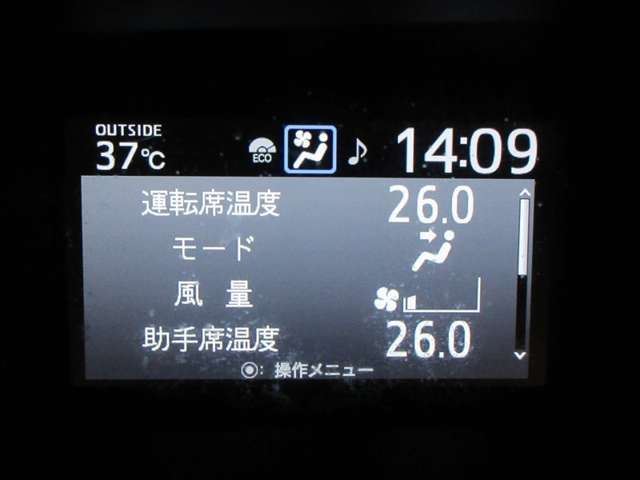 OUTSIDE
37℃ ECO 14:09
運転席温度 26.0
モード
風量
助手席温度 26.0
◉: 操作メニュー